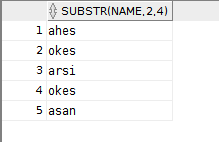 SUBSTR(NAME,2,4)
1 ahes
2 okes
3 arsi
4 okes
5 asan